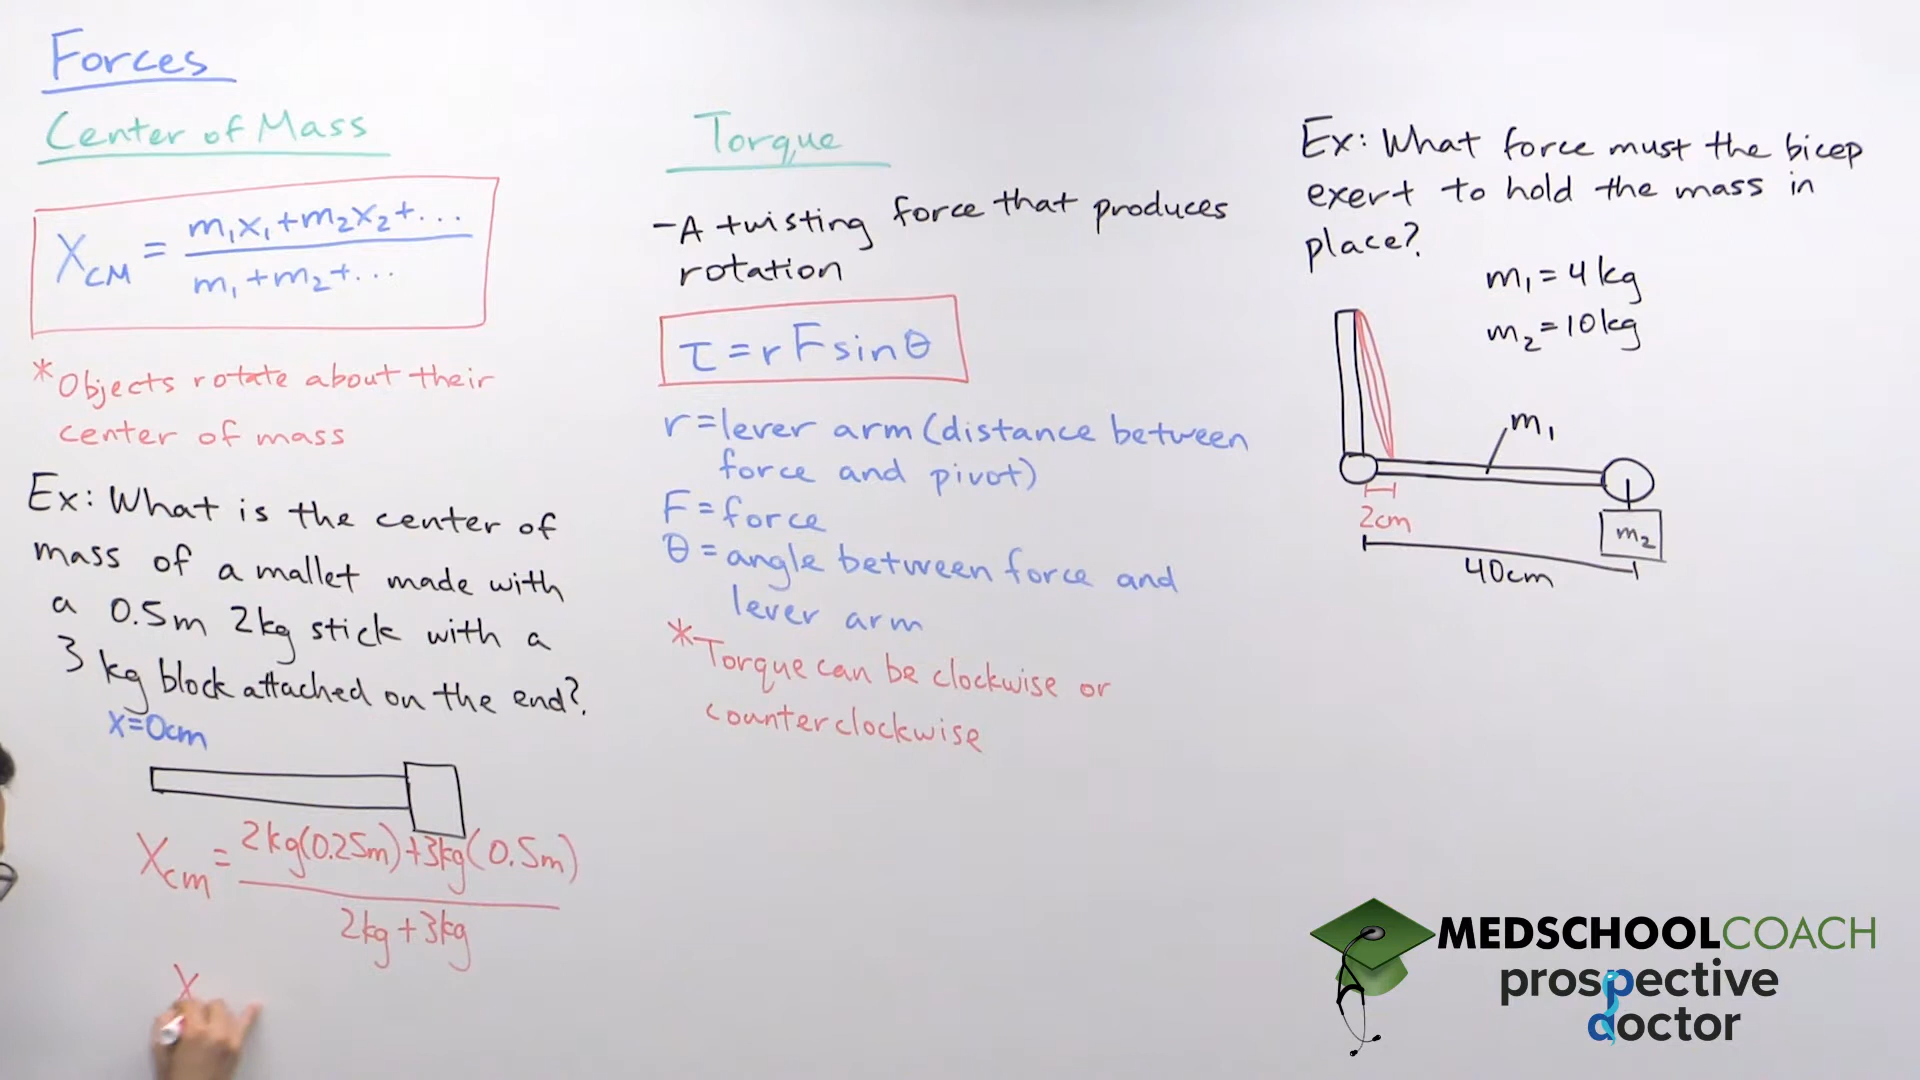 Forces
Center of Mass
X_CM = (m₁x₁+m₂x₂+...)/(m₁+m₂+...)
*Objects rotate about their
center of mass
Ex: What is the center of
mass of a mallet made with
a 0.5m 2kg stick with a
3 kg block attached on the end?
x=0cm
X_cm = (2kg(0.25m)+3kg(0.5m))/(2kg+3kg)
X
Torque
-A twisting force that produces
rotation
τ=rFsinθ
r=lever arm(distance between
force and pivot)
F=force
θ=angle between force and
lever arm
*Torque can be clockwise or
counterclockwise
Ex: What force must the bicep
exert to hold the mass in
place?
m₁=4kg
m₂=10kg
m₁
2cm
m₂
40cm
MEDSCHOOLCOACH
prospective
doctor